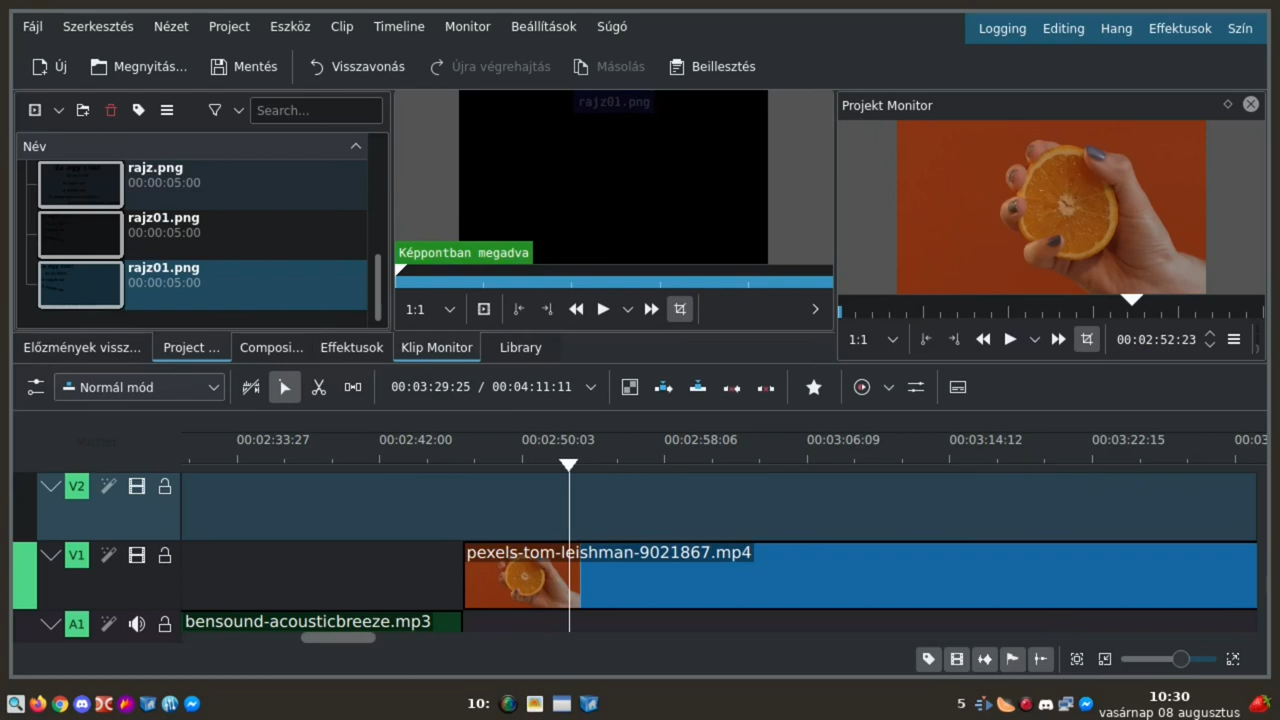 Fájl Szerkesztés Nézet Project Eszköz Clip Timeline Monitor Beállítások Súgó
Logging Editing Hang Effektusok Szín
Új Megnyitás... Mentés Visszavonás Újra végrehajtás Másolás Beillesztés
Search...
Név
rajz.png
00:00:05:00
rajz01.png
00:00:05:00
rajz01.png
00:00:05:00
rajz01.png
Képpontban megadva
1:1
Projekt Monitor
1:1 00:02:52:23
Előzmények vissz... Project ... Composi... Effektusok Klip Monitor Library
Normál mód 00:03:29:25 / 00:04:11:11
Master
00:02:33:27 00:02:42:00 00:02:50:03 00:02:58:06 00:03:06:09 00:03:14:12 00:03:22:15 00:03
V2
V1 pexels-tom-leishman-9021867.mp4
A1 bensound-acousticbreeze.mp3
10: 5 10:30
vasárnap 08 augusztus